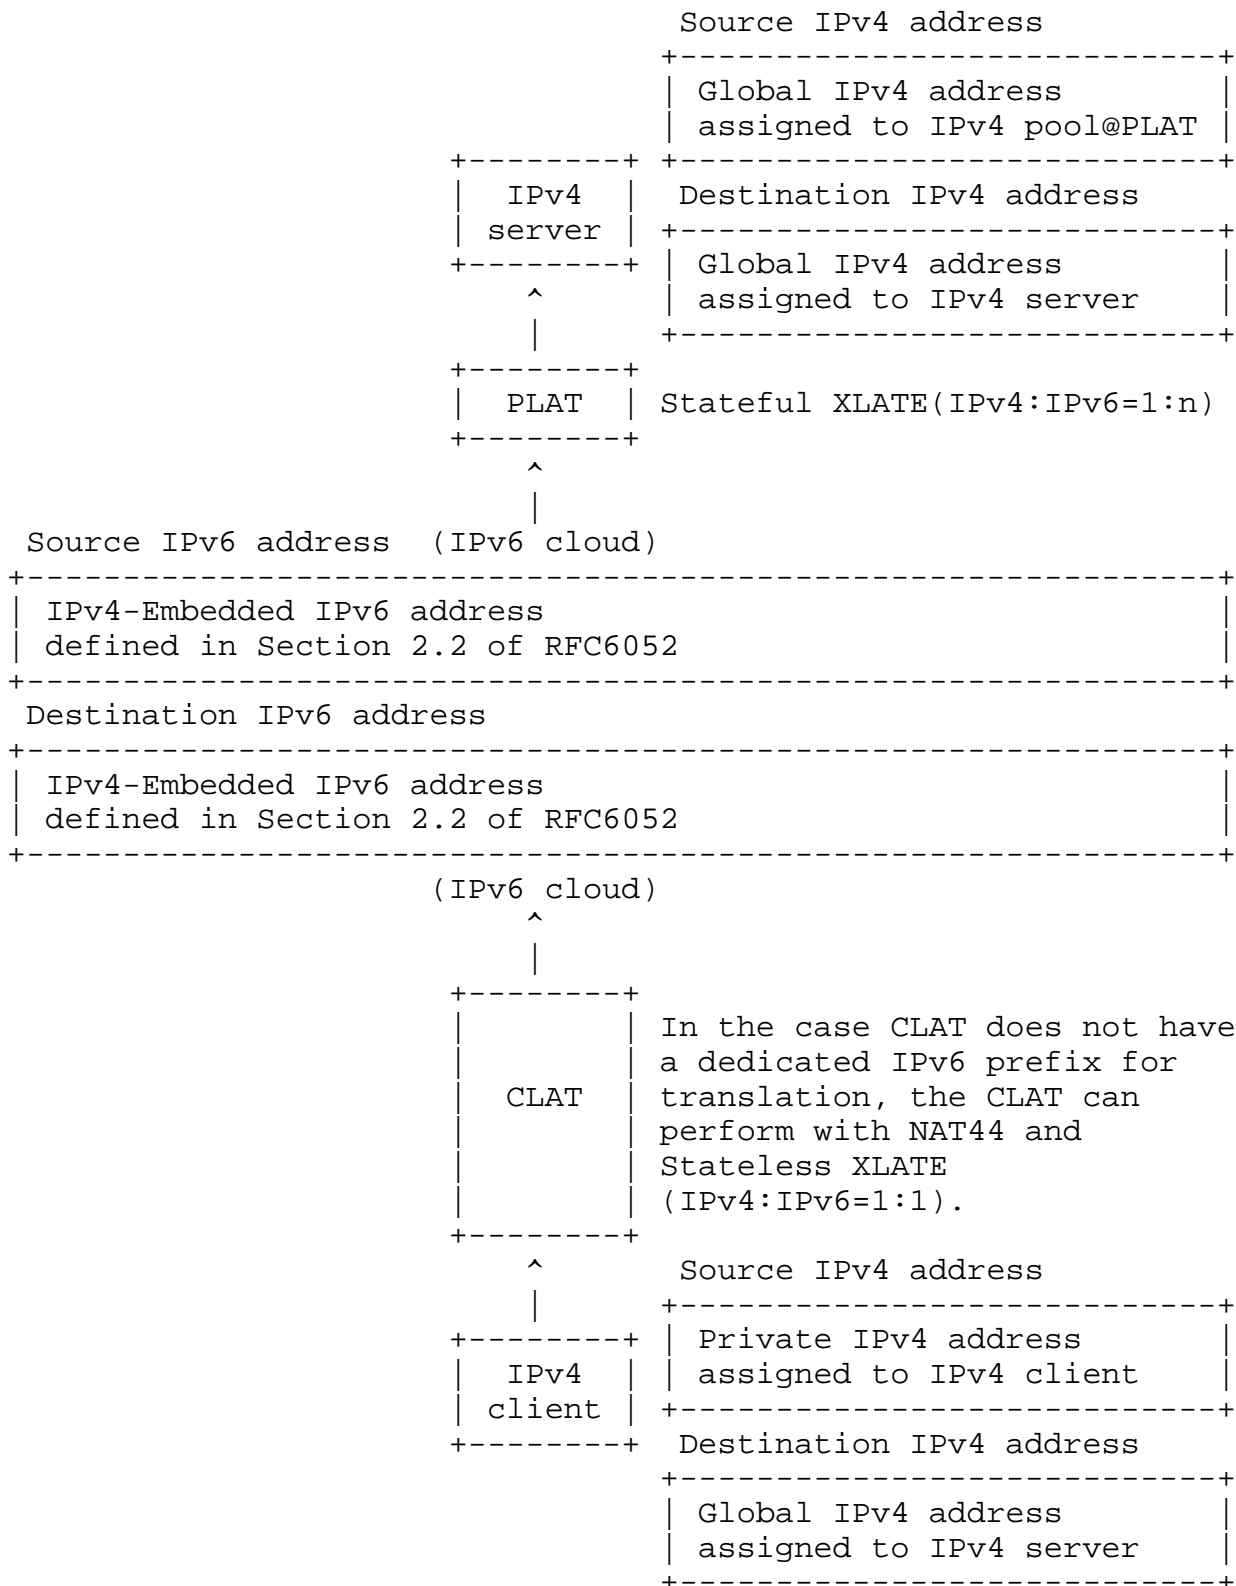 Source IPv4 address
Global IPv4 address
assigned to IPv4 pool@PLAT
IPv4
server
Destination IPv4 address
Global IPv4 address
assigned to IPv4 server
PLAT
Stateful XLATE(IPv4:IPv6=1:n)
Source IPv6 address (IPv6 cloud)
IPv4-Embedded IPv6 address
defined in Section 2.2 of RFC6052
Destination IPv6 address
IPv4-Embedded IPv6 address
defined in Section 2.2 of RFC6052
(IPv6 cloud)
CLAT
In the case CLAT does not have
a dedicated IPv6 prefix for
translation, the CLAT can
perform with NAT44 and
Stateless XLATE
(IPv4:IPv6=1:1).
Source IPv4 address
Private IPv4 address
assigned to IPv4 client
IPv4
client
Destination IPv4 address
Global IPv4 address
assigned to IPv4 server